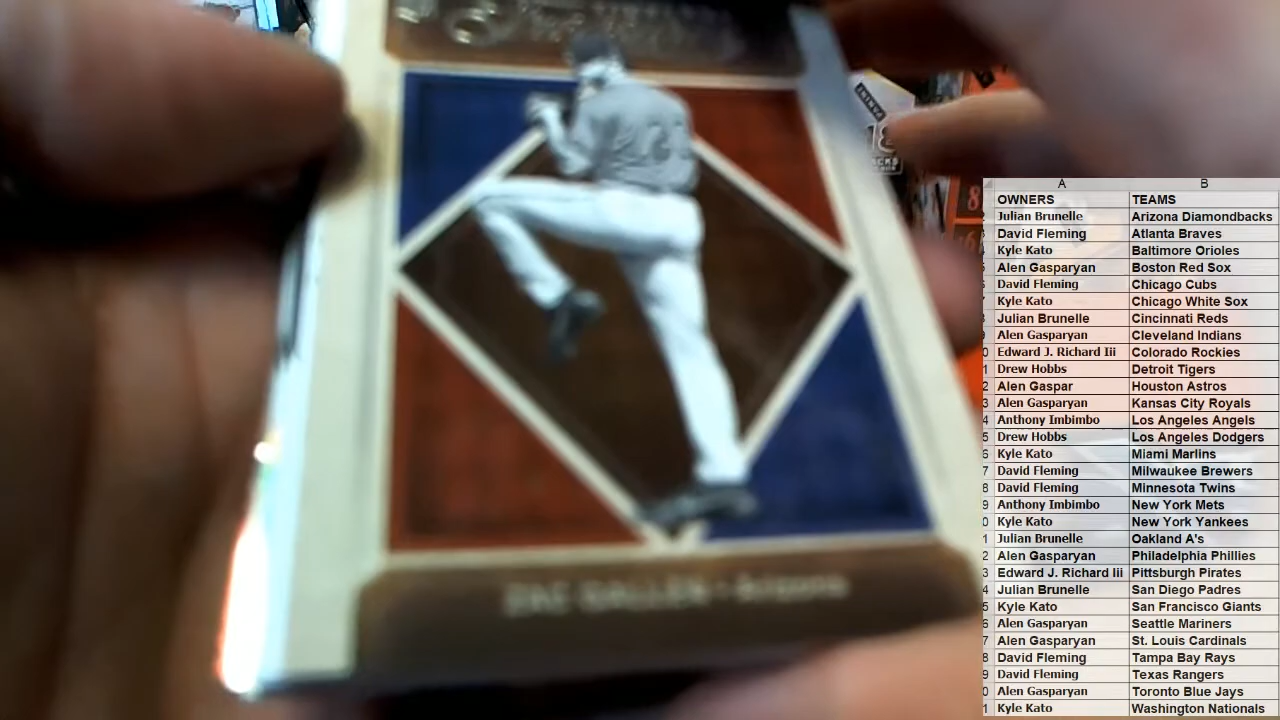 ZAC GALLEN • Arizona
PANINI
18
A B
OWNERS TEAMS
Julian Brunelle Arizona Diamondbacks
David Fleming Atlanta Braves
Kyle Kato Baltimore Orioles
Alen Gasparyan Boston Red Sox
David Fleming Chicago Cubs
Kyle Kato Chicago White Sox
Julian Brunelle Cincinnati Reds
Alen Gasparyan Cleveland Indians
Edward J. Richard Iii Colorado Rockies
Drew Hobbs Detroit Tigers
Alen Gaspar Houston Astros
Alen Gasparyan Kansas City Royals
Anthony Imbimbo Los Angeles Angels
Drew Hobbs Los Angeles Dodgers
Kyle Kato Miami Marlins
David Fleming Milwaukee Brewers
David Fleming Minnesota Twins
Anthony Imbimbo New York Mets
Kyle Kato New York Yankees
Julian Brunelle Oakland A's
Alen Gasparyan Philadelphia Phillies
Edward J. Richard Iii Pittsburgh Pirates
Julian Brunelle San Diego Padres
Kyle Kato San Francisco Giants
Alen Gasparyan Seattle Mariners
Alen Gasparyan St. Louis Cardinals
David Fleming Tampa Bay Rays
David Fleming Texas Rangers
Alen Gasparyan Toronto Blue Jays
Kyle Kato Washington Nationals